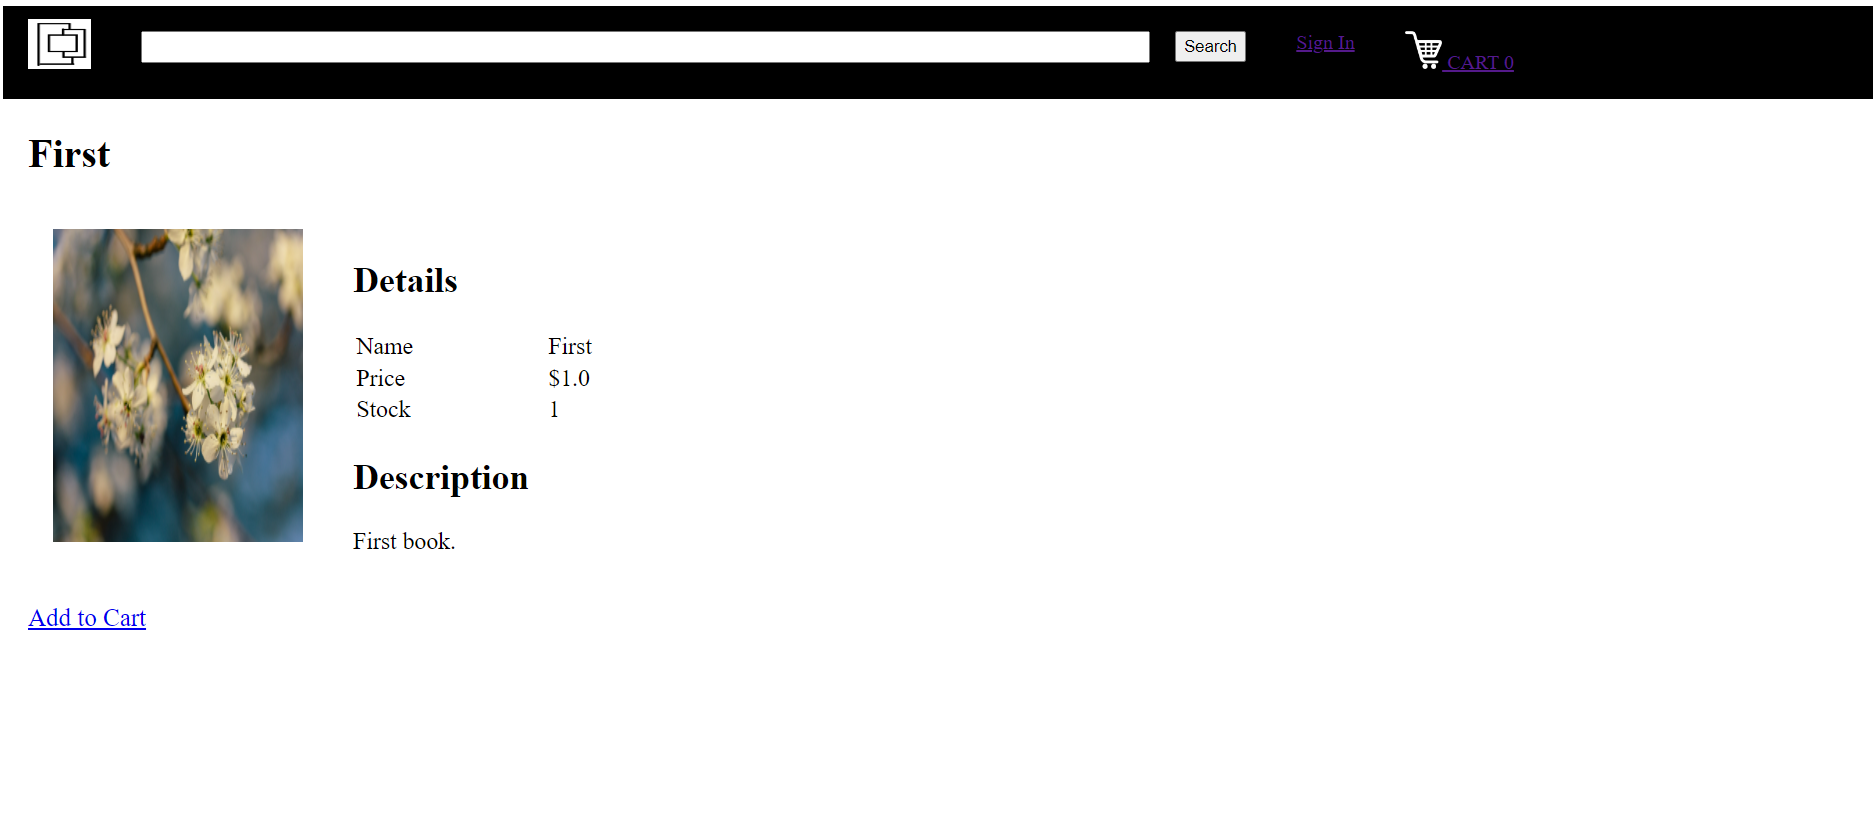 Search Sign In CART 0
First
Details
Name First
Price $1.0
Stock 1
Description
First book.
Add to Cart